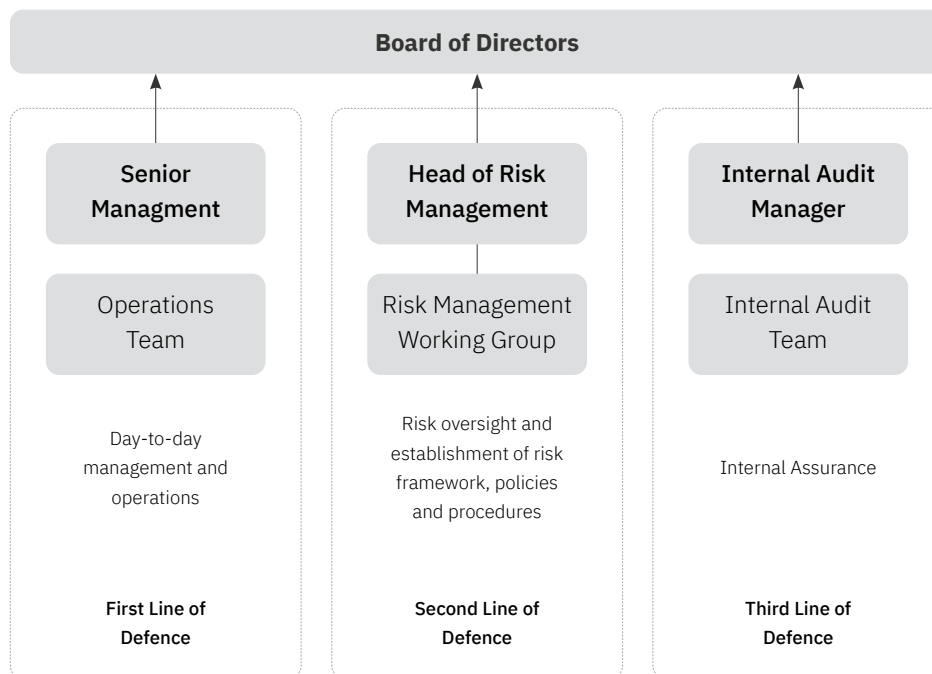 Board of Directors
Senior
Managment
Operations
Team
Day-to-day
management and
operations
First Line of
Defence
Head of Risk
Management
Risk Management
Working Group
Risk oversight and
establishment of risk
framework, policies
and procedures
Second Line of
Defence
Internal Audit
Manager
Internal Audit
Team
Internal Assurance
Third Line of
Defence